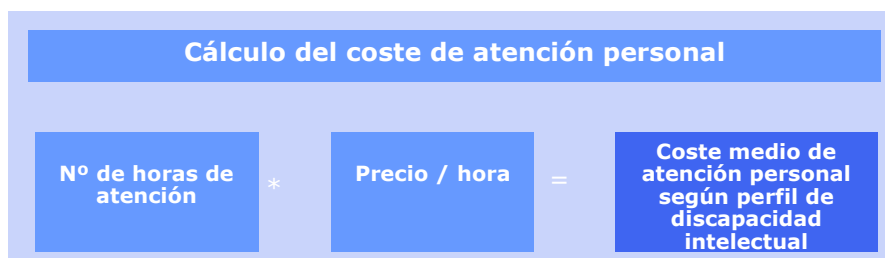 Cálculo del coste de atención personal
Nº de horas de
atención
*
Precio / hora
=
Coste medio de
atención personal
según perfil de
discapacidad
intelectual